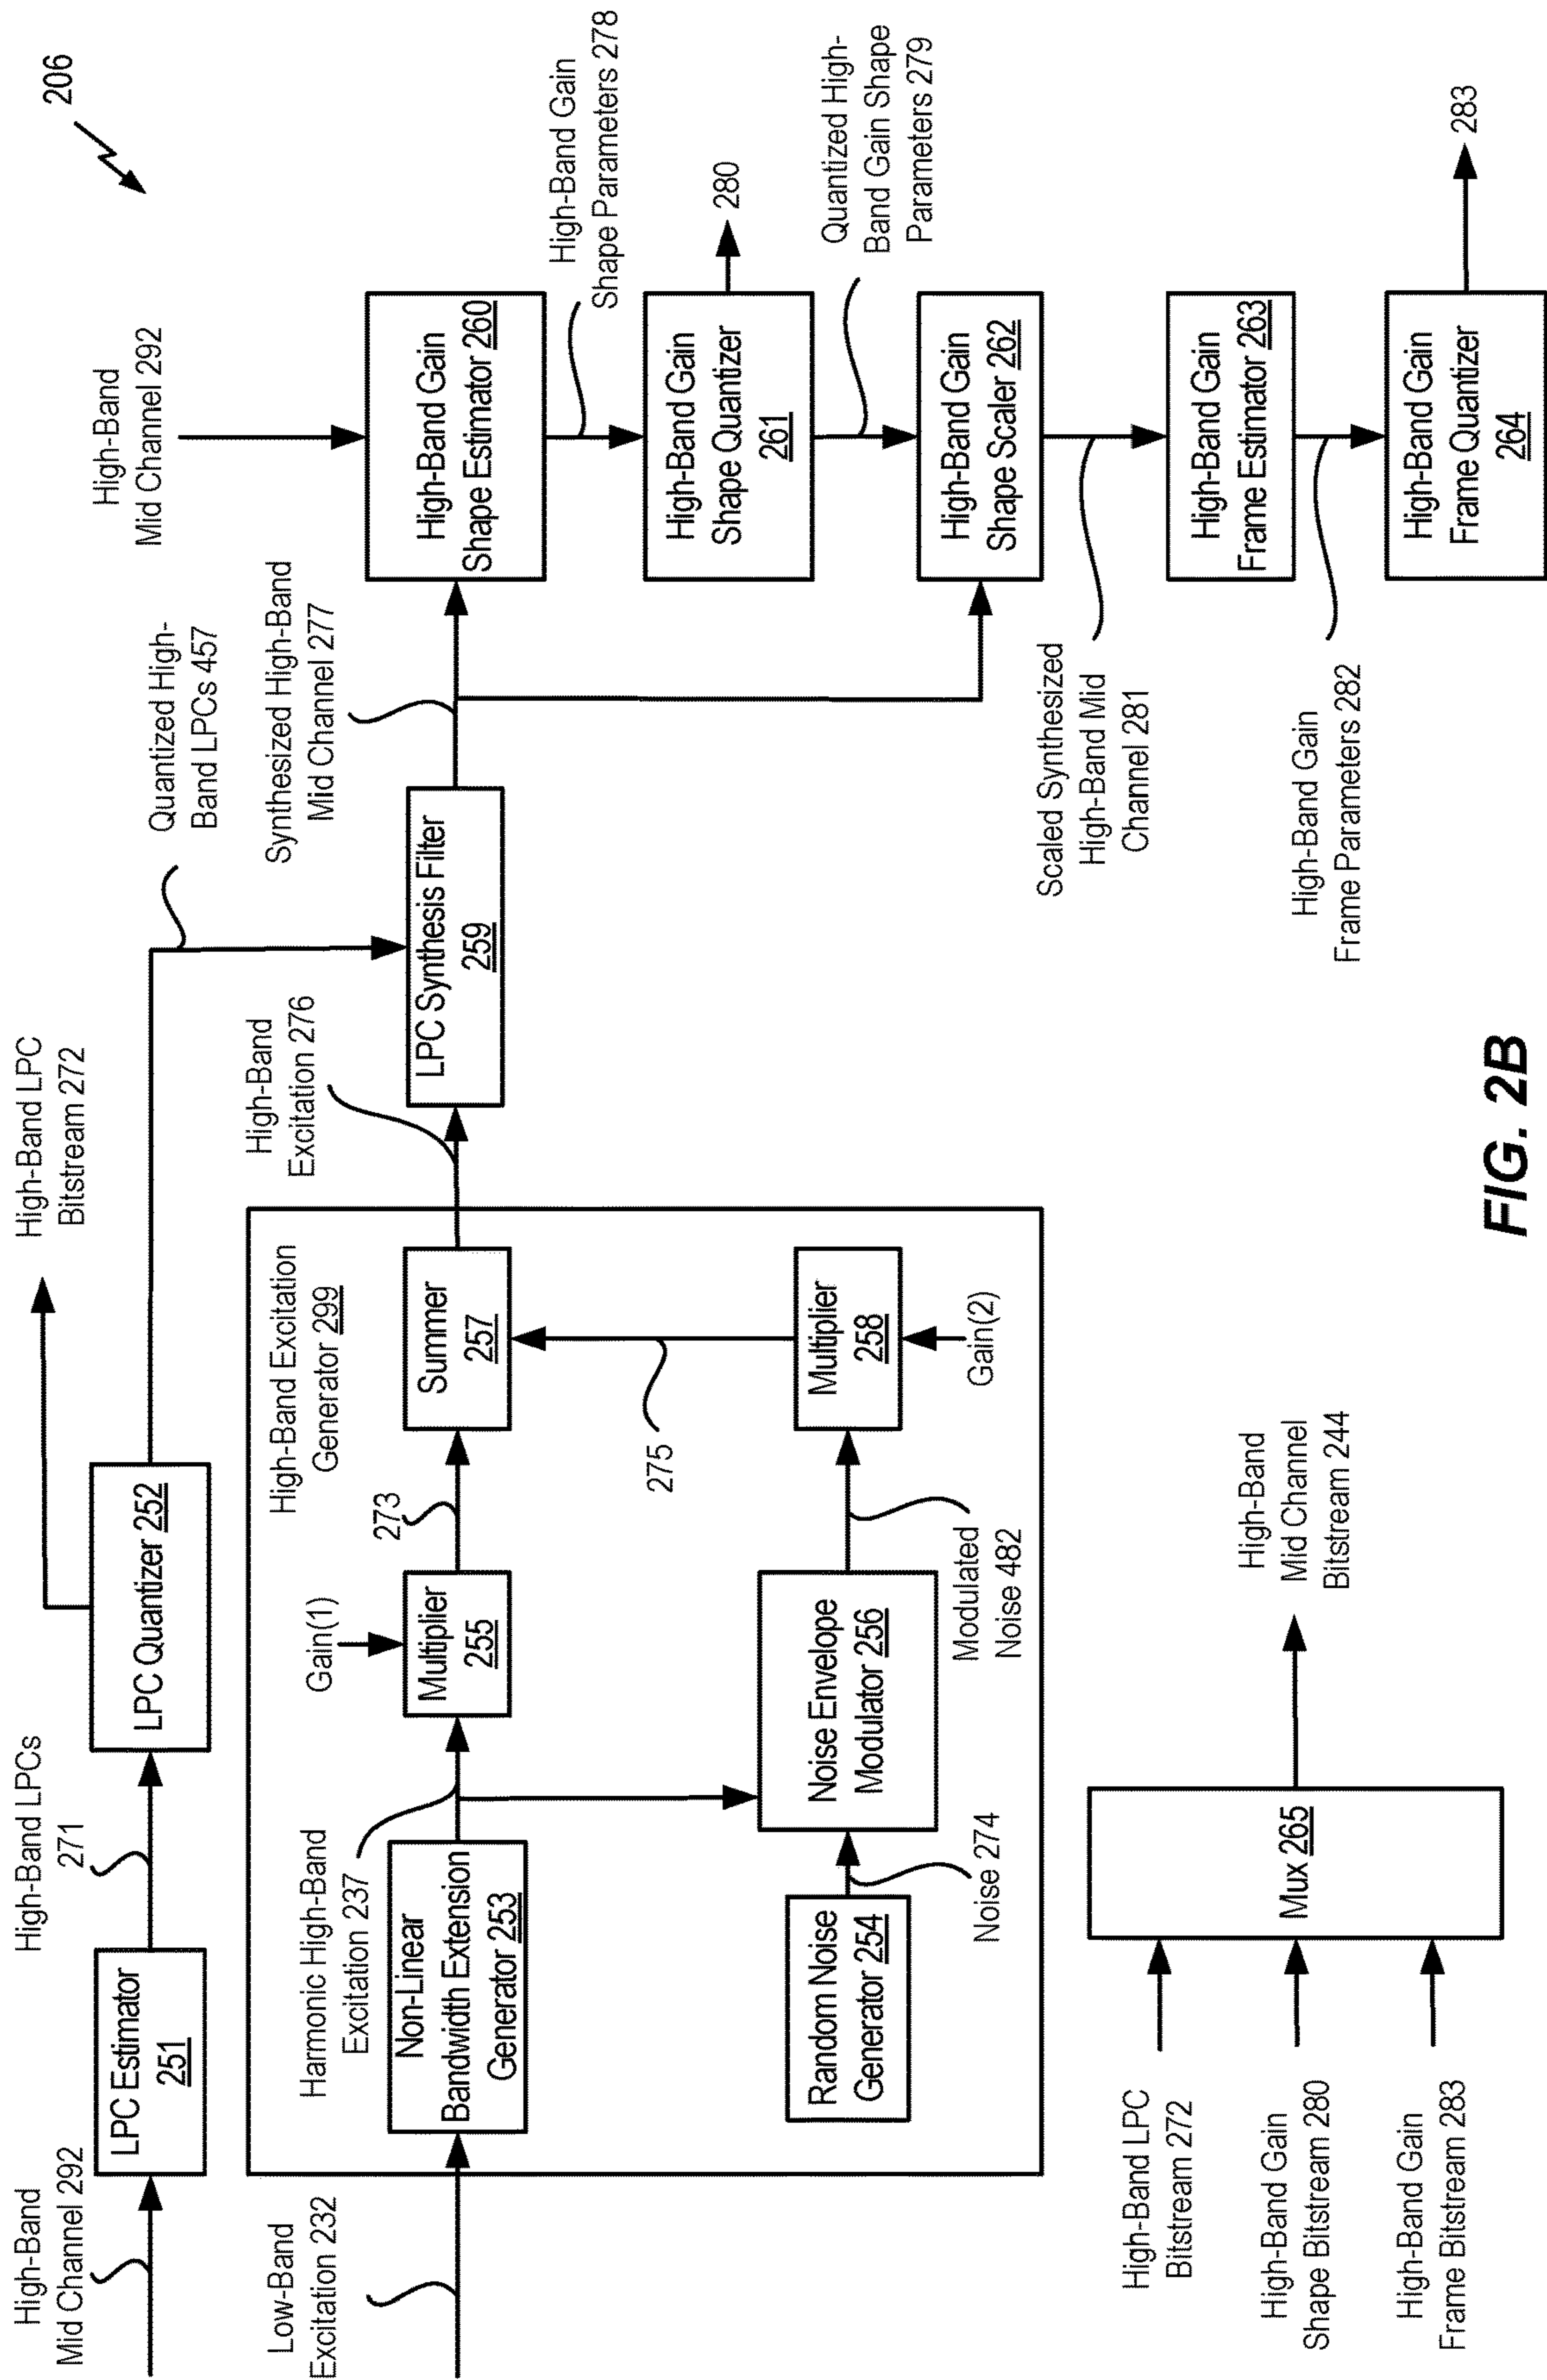 206
High-Band
Mid Channel 292
LPC Estimator
251
High-Band LPCs
271
LPC Quantizer 252
High-Band LPC
Bitstream 272
Quantized High-
Band LPCs 457
Low-Band
Excitation 232
High-Band Excitation
Generator 299
Non-Linear
Bandwidth Extension
Generator 253
Harmonic High-Band
Excitation 237
Gain(1)
Multiplier
255
273
Summer
257
Random Noise
Generator 254
Noise 274
Noise Envelope
Modulator 256
Modulated
Noise 482
Multiplier
258
Gain(2)
275
High-Band
Excitation 276
LPC Synthesis Filter
259
Synthesized High-Band
Mid Channel 277
High-Band
Mid Channel 292
High-Band Gain
Shape Estimator 260
High-Band Gain
Shape Parameters 278
High-Band Gain
Shape Quantizer
261
280
Quantized High-
Band Gain Shape
Parameters 279
High-Band Gain
Shape Scaler 262
Scaled Synthesized
High-Band Mid
Channel 281
High-Band Gain
Frame Estimator 263
High-Band Gain
Frame Parameters 282
High-Band Gain
Frame Quantizer
264
283
High-Band LPC
Bitstream 272
High-Band Gain
Shape Bitstream 280
High-Band Gain
Frame Bitstream 283
Mux 265
High-Band
Mid Channel
Bitstream 244
FIG. 2B